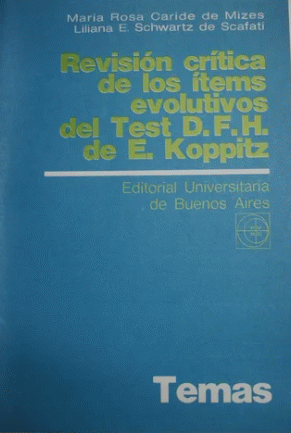 Maria Rosa Caride de Mizes
Liliana E. Schwartz de Scafati
Revisión crítica
de los ítems
evolutivos
del Test D.F.H.
de E. Koppitz
Editorial Universitaria
de Buenos Aires
Temas